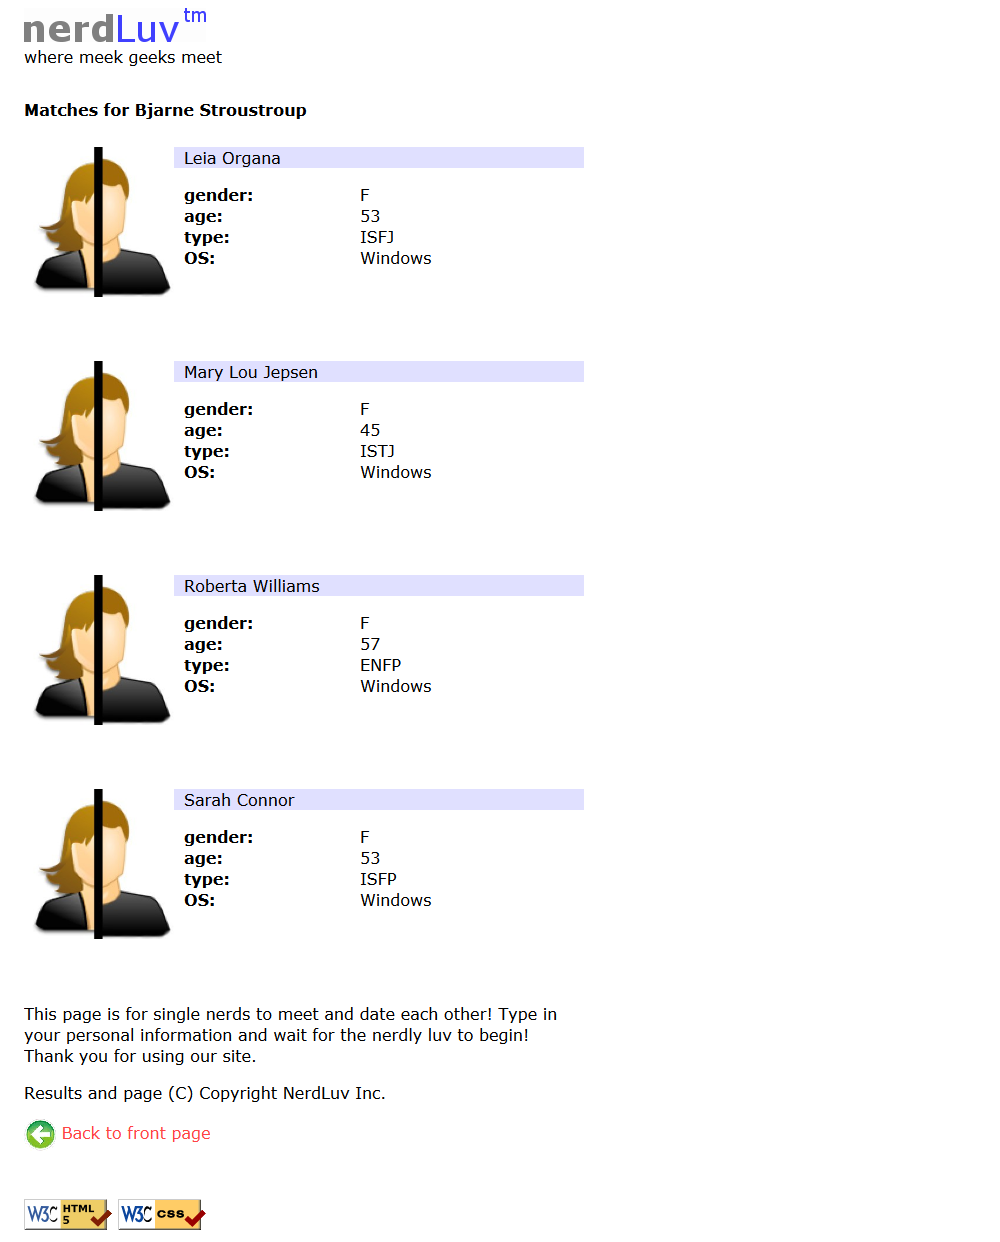 nerdLuv™
where meek geeks meet
Matches for Bjarne Stroustroup
Leia Organa
gender: F
age: 53
type: ISFJ
OS: Windows
Mary Lou Jepsen
gender: F
age: 45
type: ISTJ
OS: Windows
Roberta Williams
gender: F
age: 57
type: ENFP
OS: Windows
Sarah Connor
gender: F
age: 53
type: ISFP
OS: Windows
This page is for single nerds to meet and date each other! Type in
your personal information and wait for the nerdly luv to begin!
Thank you for using our site.
Results and page (C) Copyright NerdLuv Inc.
Back to front page
W3C HTML 5 W3C css